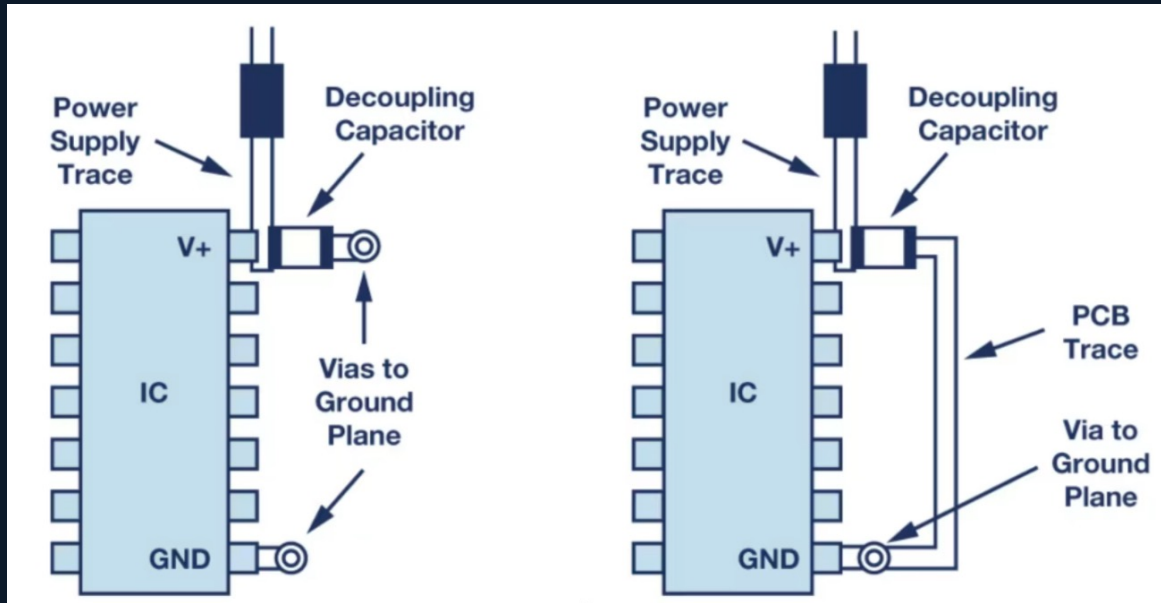 Power
Supply
Trace
Decoupling
Capacitor
V+
IC
Vias to
Ground
Plane
GND
Power
Supply
Trace
Decoupling
Capacitor
V+
IC
PCB
Trace
Via to
Ground
Plane
GND